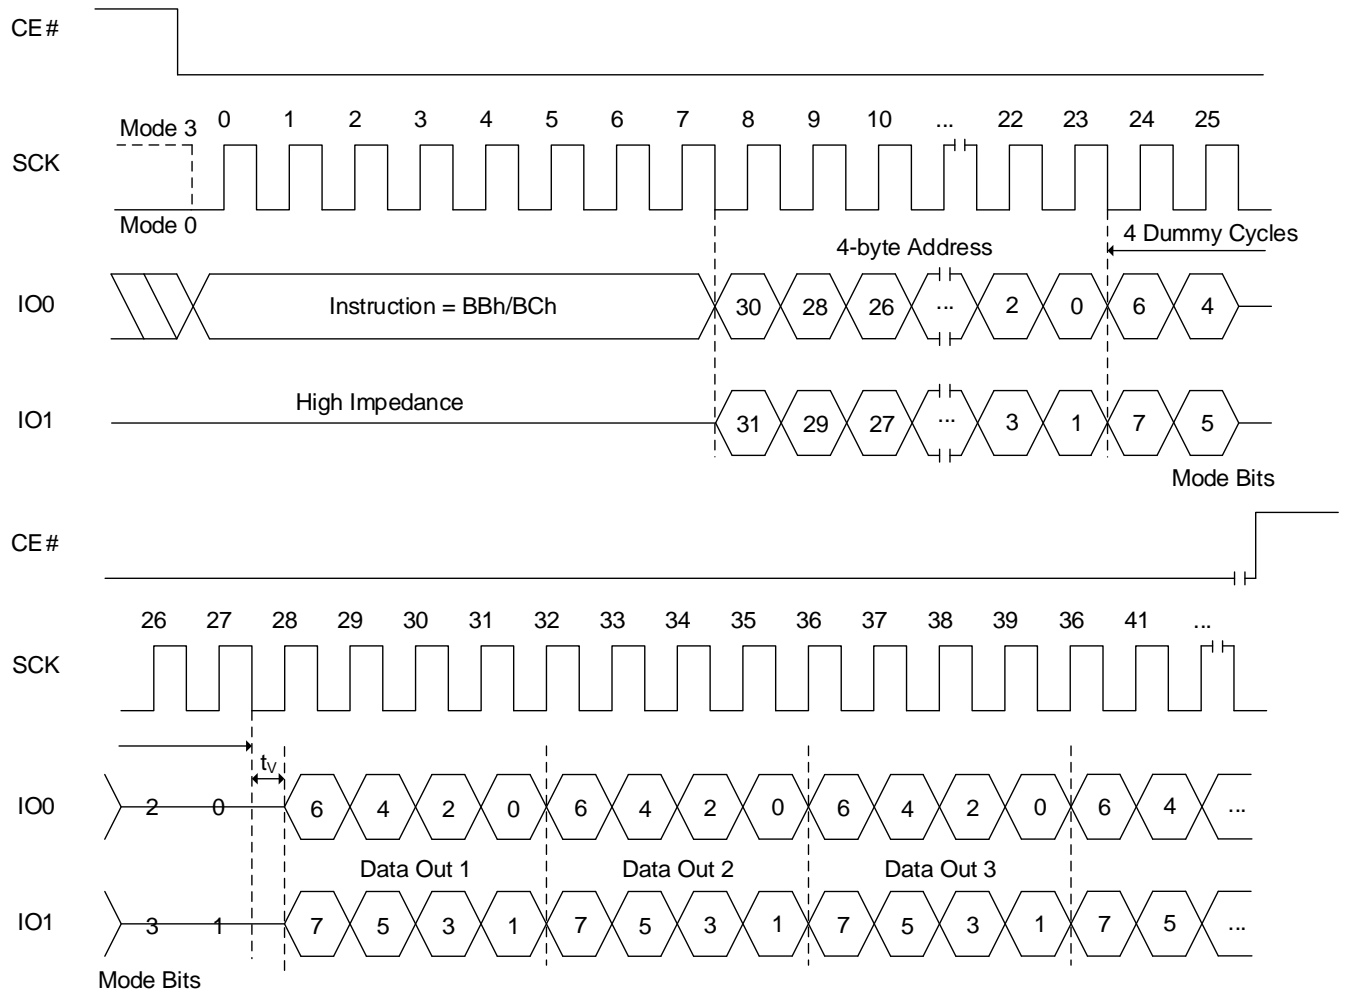 CE#
0 1 2 3 4 5 6 7 8 9 10 ... 22 23 24 25
Mode 3
SCK
Mode 0
4-byte Address
4 Dummy Cycles
IO0
Instruction = BBh/BCh
30 28 26 ... 2 0 6 4
High Impedance
IO1
31 29 27 ... 3 1 7 5
Mode Bits
CE#
26 27 28 29 30 31 32 33 34 35 36 37 38 39 36 41 ...
SCK
tV
IO0
2 0 6 4 2 0 6 4 2 0 6 4 2 0 6 4 ...
Data Out 1 Data Out 2 Data Out 3
IO1
3 1 7 5 3 1 7 5 3 1 7 5 3 1 7 5 ...
Mode Bits